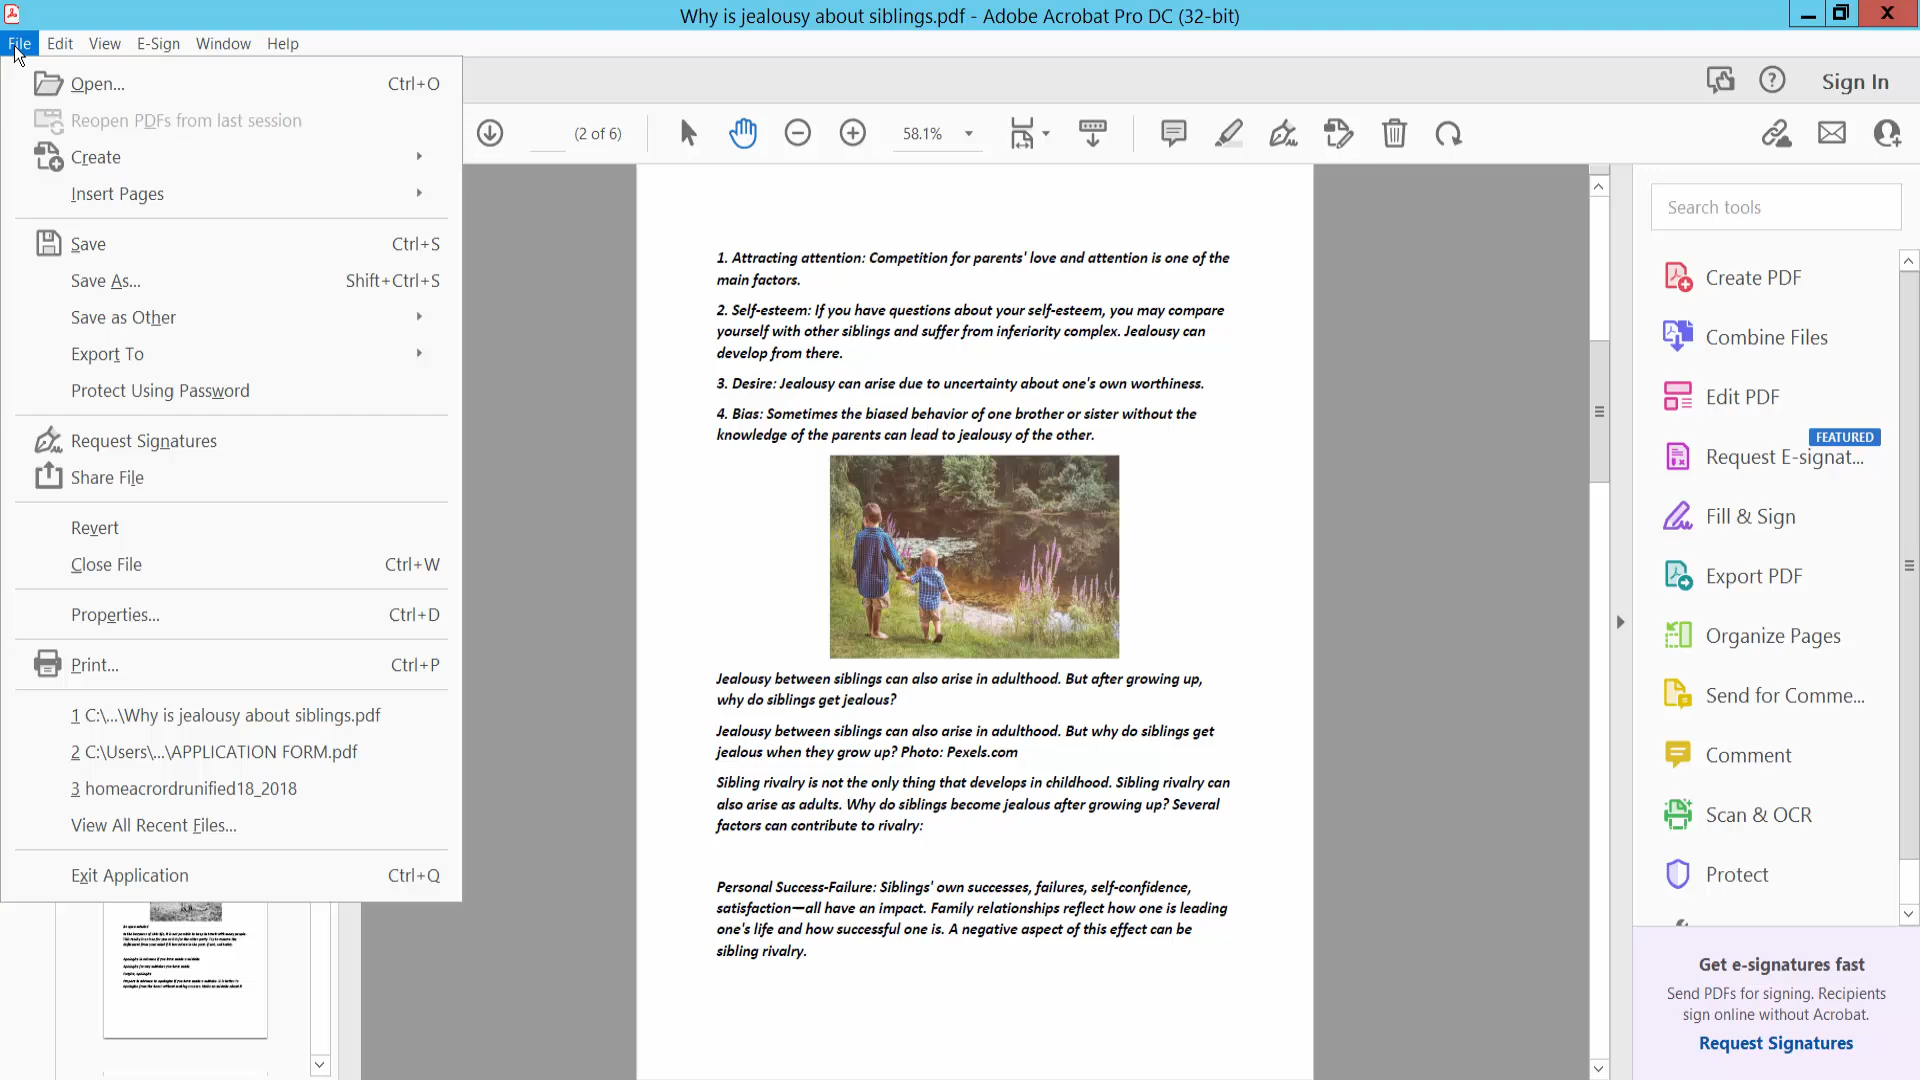 Why is jealousy about siblings.pdf - Adobe Acrobat Pro DC (32-bit)
File Edit View E-Sign Window Help
Open... Ctrl+O
Reopen PDFs from last session
Create
Insert Pages
Save Ctrl+S
Save As... Shift+Ctrl+S
Save as Other
Export To
Protect Using Password
Request Signatures
Share File
Revert
Close File Ctrl+W
Properties... Ctrl+D
Print... Ctrl+P
1 C:\...\Why is jealousy about siblings.pdf
2 C:\Users\...\APPLICATION FORM.pdf
3 homeacrordrunified18_2018
View All Recent Files...
Exit Application Ctrl+Q
Sign In
(2 of 6)
58.1%
1. Attracting attention: Competition for parents' love and attention is one of the
main factors.
2. Self-esteem: If you have questions about your self-esteem, you may compare
yourself with other siblings and suffer from inferiority complex. Jealousy can
develop from there.
3. Desire: Jealousy can arise due to uncertainty about one's own worthiness.
4. Bias: Sometimes the biased behavior of one brother or sister without the
knowledge of the parents can lead to jealousy of the other.
Jealousy between siblings can also arise in adulthood. But after growing up,
why do siblings get jealous?
Jealousy between siblings can also arise in adulthood. But why do siblings get
jealous when they grow up? Photo: Pexels.com
Sibling rivalry is not the only thing that develops in childhood. Sibling rivalry can
also arise as adults. Why do siblings become jealous after growing up? Several
factors can contribute to rivalry:
Personal Success-Failure: Siblings' own successes, failures, self-confidence,
satisfaction—all have an impact. Family relationships reflect how one is leading
one's life and how successful one is. A negative aspect of this effect can be
sibling rivalry.
Search tools
Create PDF
Combine Files
Edit PDF
FEATURED
Request E-signat...
Fill & Sign
Export PDF
Organize Pages
Send for Comme...
Comment
Scan & OCR
Protect
Get e-signatures fast
Send PDFs for signing. Recipients
sign online without Acrobat.
Request Signatures